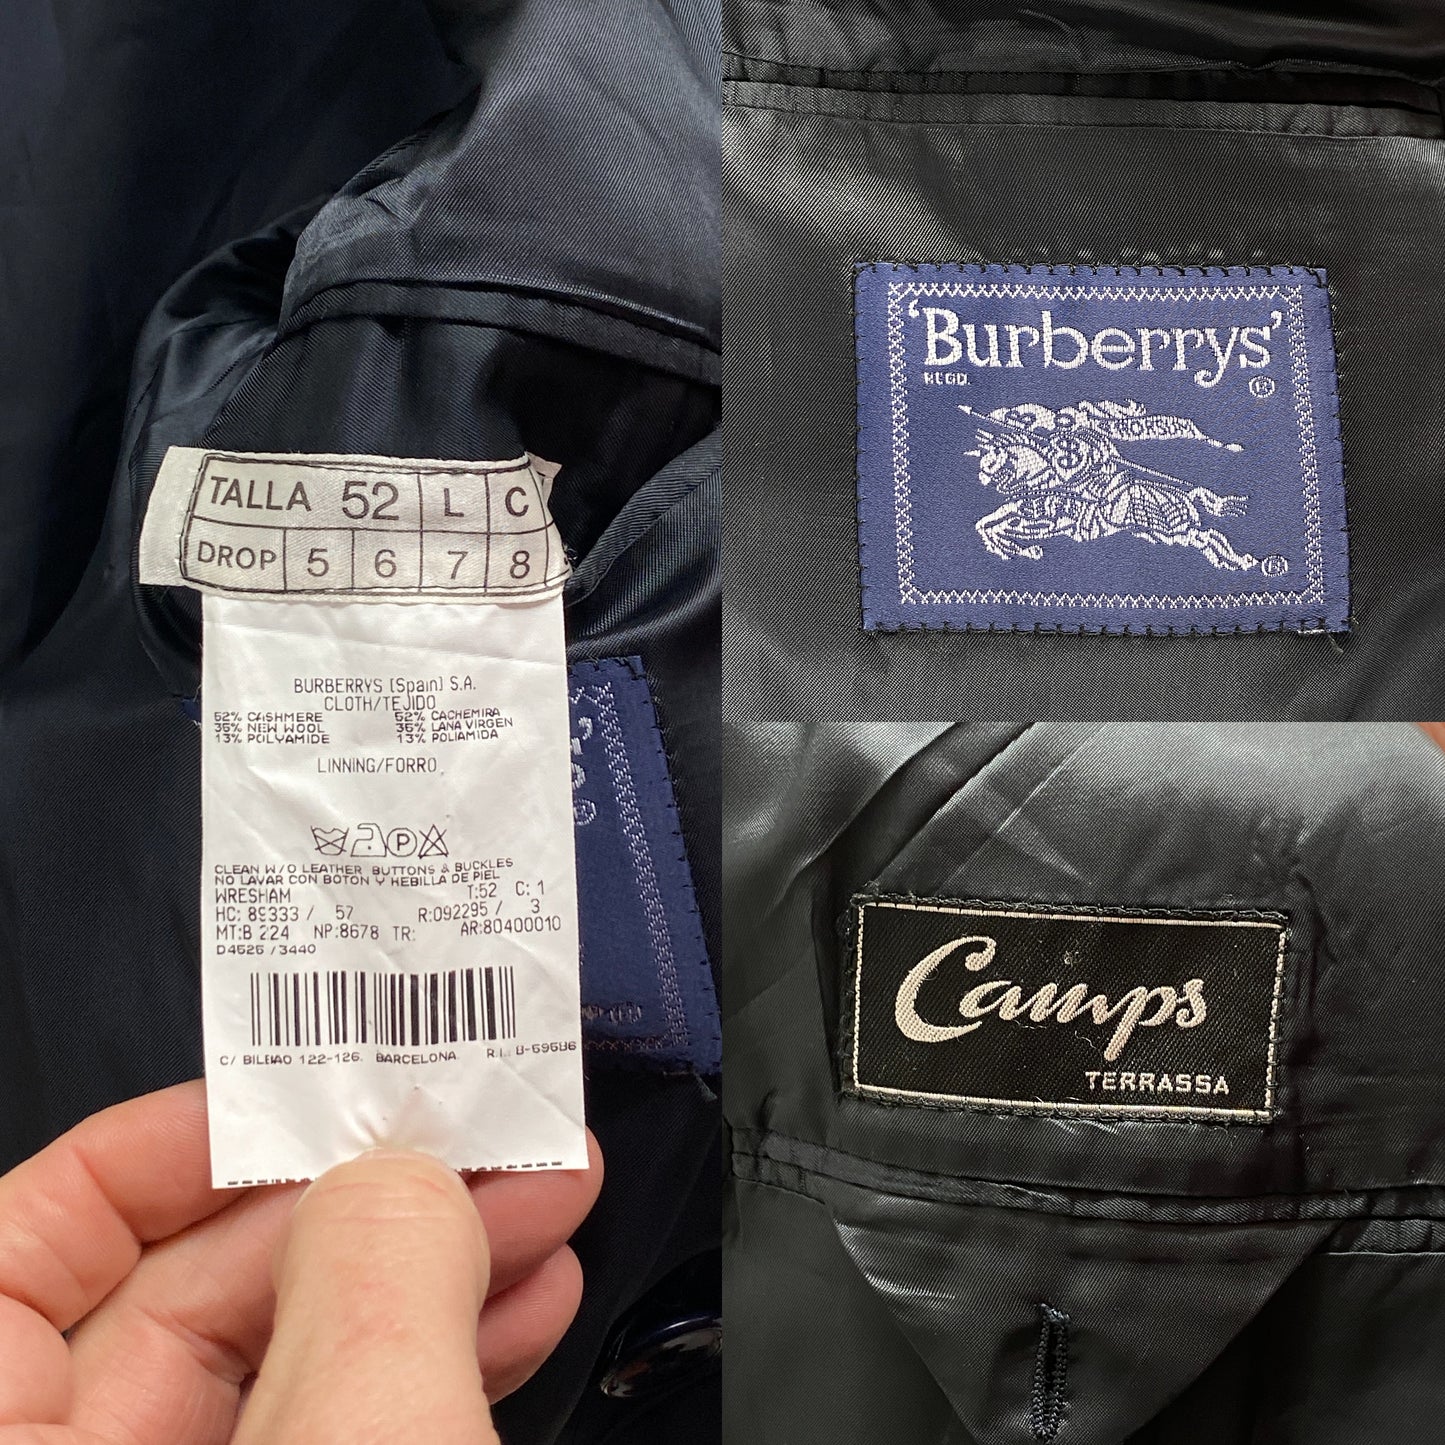 TALLA 52 L C
DROP 5 6 7 8
BURBERRYS [Spain] S.A.
CLOTH/TEJIDO
52% CASHMERE 52% CACHEMIRA
35% NEW WOOL 35% LANA VIRGEN
13% POLYAMIDE 13% POLIAMIDA
LINNING/FORRO
P
CLEAN W/O LEATHER BUTTONS & BUCKLES
NO LAVAR CON BOTON Y HEBILLA DE PIEL
WRESHAM T:52 C: 1
HC: 89333 / 57 R:092295 / 3
MT:B 224 NP:8678 TR: AR:80400010
D4525 /3440
C/ BILBAO 122-126. BARCELONA R.I. B-59586
'Burberrys'
REGD. ®
PRORSUM
®
Camps
TERRASSA